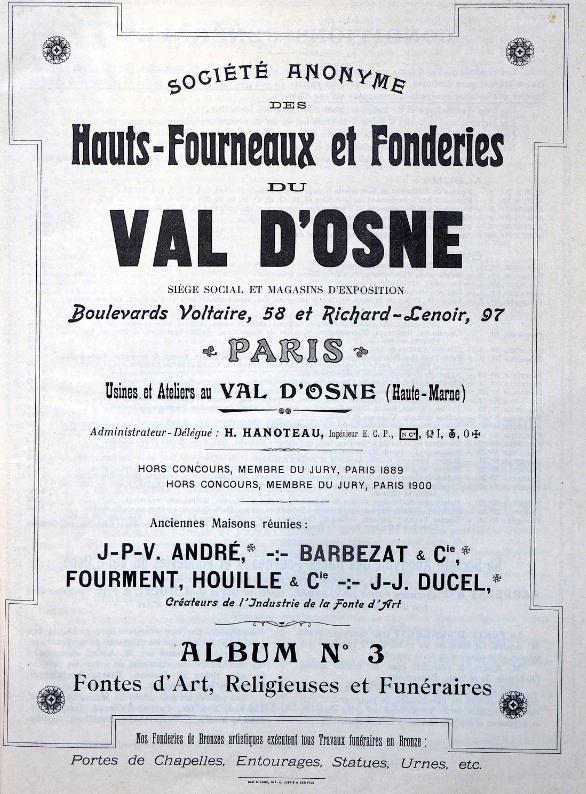 SOCIÉTÉ ANONYME
DES
Hauts-Fourneaux et Fonderies
DU
VAL D'OSNE
SIÈGE SOCIAL ET MAGASINS D'EXPOSITION
Boulevards Voltaire, 58 et Richard-Lenoir, 97
PARIS
Usines et Ateliers au VAL D'OSNE (Haute-Marne)
Administrateur-Délégué : H. HANOTEAU, Ingénieur E. C. P.,
HORS CONCOURS, MEMBRE DU JURY, PARIS 1889
HORS CONCOURS, MEMBRE DU JURY, PARIS 1900
Anciennes Maisons réunies :
J-P-V. ANDRÉ,* -:- BARBEZAT & Cie,*
FOURMENT, HOUILLE & Cie -:- J-J. DUCEL,*
Créateurs de l'Industrie de la Fonte d'Art
ALBUM N° 3
Fontes d'Art, Religieuses et Funéraires
Nos Fonderies de Bronzes artistiques exécutent tous Travaux funéraires en Bronze :
Portes de Chapelles, Entourages, Statues, Urnes, etc.